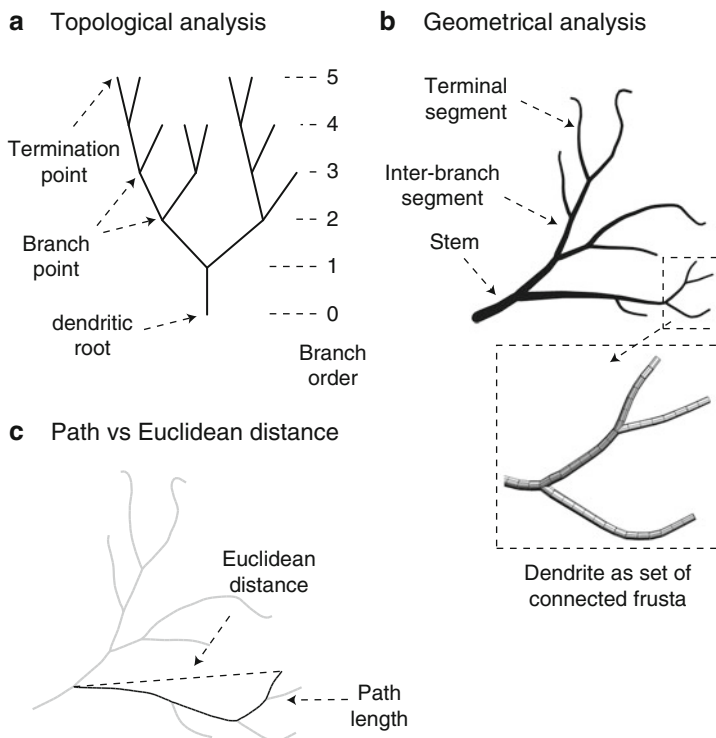 a Topological analysis
5
4
3
2
1
0
Termination
point
Branch
point
dendritic
root
Branch
order
b Geometrical analysis
Terminal
segment
Inter-branch
segment
Stem
Dendrite as set of
connected frusta
c Path vs Euclidean distance
Euclidean
distance
Path
length